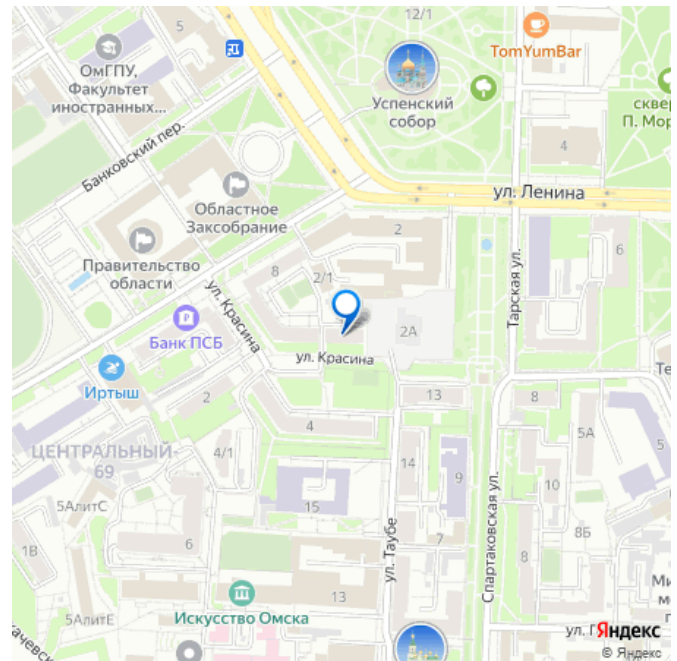 12/1
5
TomYumBar
ОмГПУ,
Факультет
иностранных...
Успенский
собор
сквер
П. Мор
4
Банковский пер.
ул. Ленина
Областное
Заксобрание
2
6
Правительство
области
8
2/1
Тарская ул.
ул. Красина
Банк ПСБ
2А
ул. Красина
Иртыш
Те
2
13
8
4
5А
5
ЦЕНТРАЛЬНЫЙ-
69
4/1
14
9
10
5АлитС
15
Спартаковская ул.
8Б
1В
6
7
8
ул. Таубе
13
Ми
м
п
Искусство Омска
5АлитЕ
качевск
ул. Г
Яндекс
© Яндекс